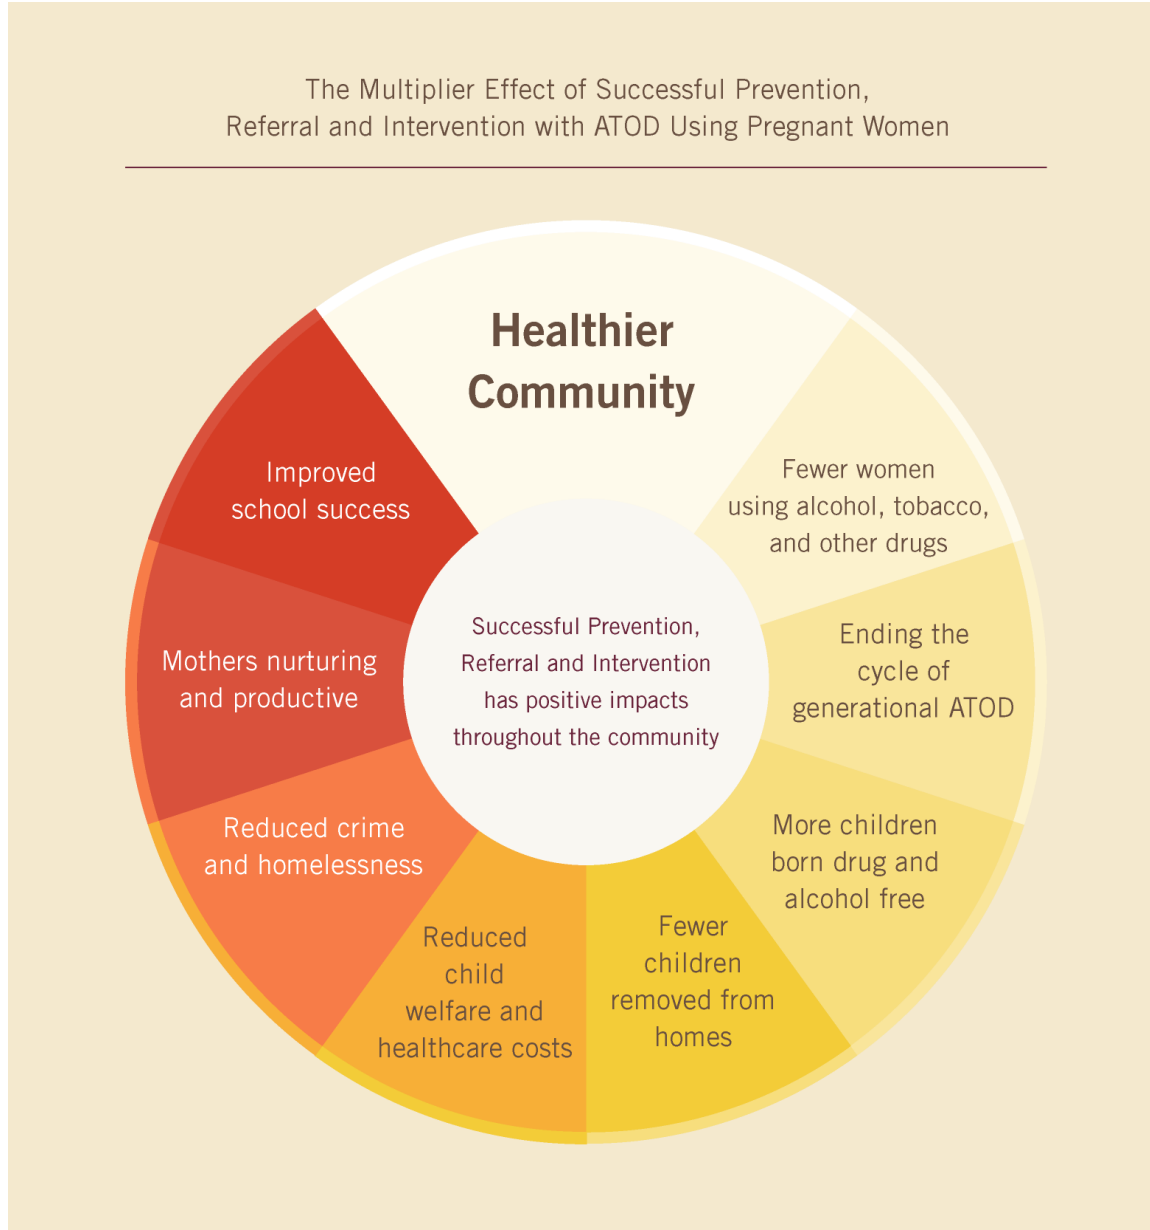 The Multiplier Effect of Successful Prevention,
Referral and Intervention with ATOD Using Pregnant Women
Healthier
Community
Fewer women
using alcohol, tobacco,
and other drugs
Ending the
cycle of
generational ATOD
More children
born drug and
alcohol free
Fewer
children
removed from
homes
Reduced
child
welfare and
healthcare costs
Reduced crime
and homelessness
Mothers nurturing
and productive
Improved
school success
Successful Prevention,
Referral and Intervention
has positive impacts
throughout the community